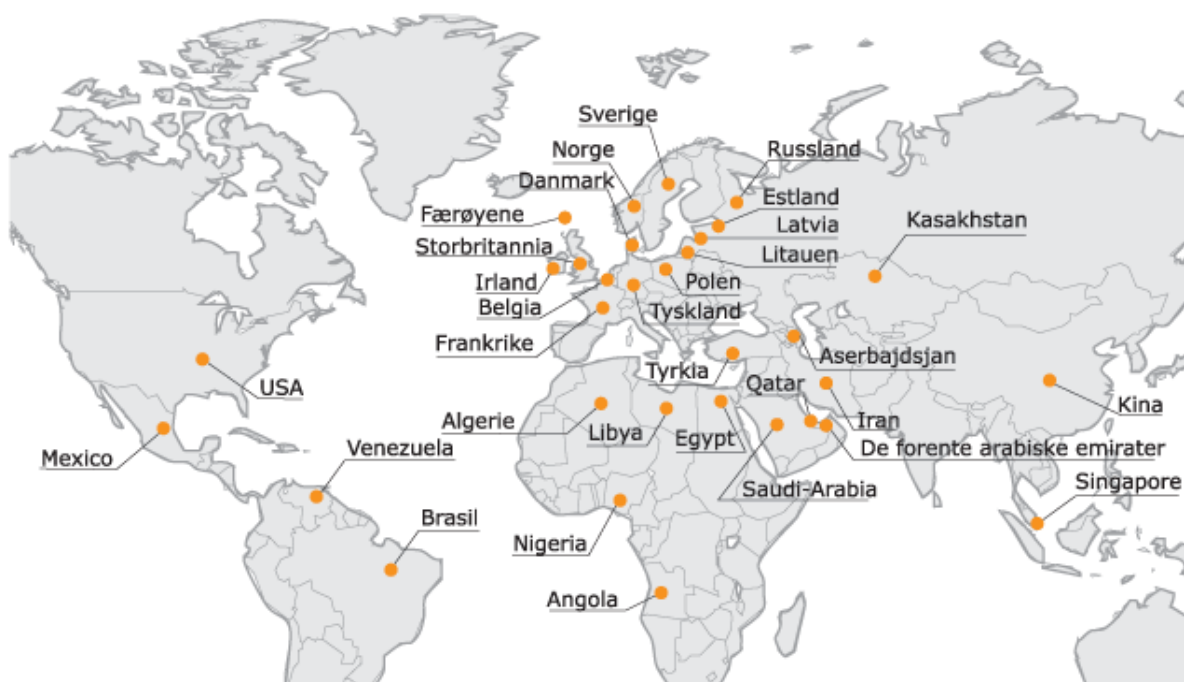 Sverige
Norge
Russland
Danmark
Estland
Færøyene
Latvia
Kasakhstan
Storbritannia
Litauen
Irland
Polen
Belgia
Tyskland
Frankrike
Aserbajdsjan
Tyrkia
Qatar
USA
Kina
Algerie
Libya
Egypt
Iran
Mexico
Venezuela
De forente arabiske emirater
Saudi-Arabia
Singapore
Brasil
Nigeria
Angola